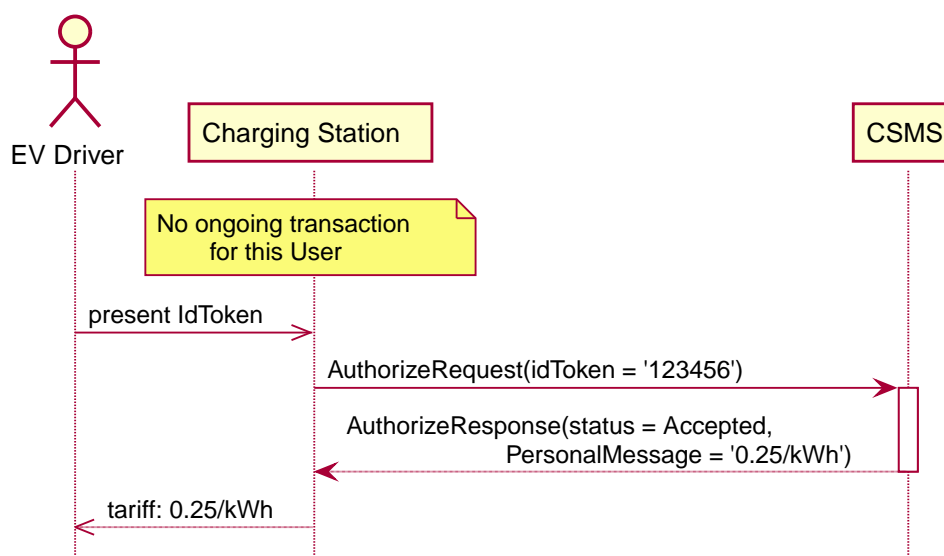 EV Driver
Charging Station
CSMS
No ongoing transaction
for this User
present IdToken
AuthorizeRequest(idToken = '123456')
AuthorizeResponse(status = Accepted,
PersonalMessage = '0.25/kWh')
tariff: 0.25/kWh